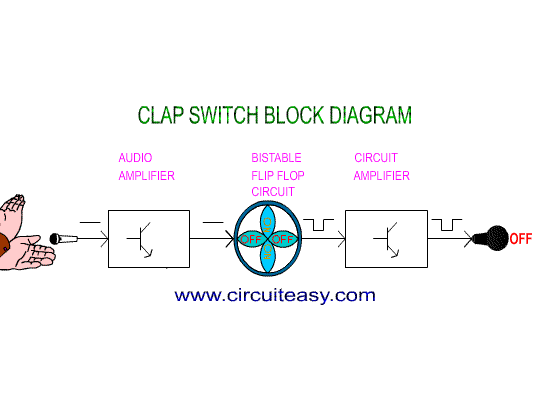 CLAP SWITCH BLOCK DIAGRAM
AUDIO
AMPLIFIER
BISTABLE
FLIP FLOP
CIRCUIT
CIRCUIT
AMPLIFIER
OFF OFF
OFF
www.circuiteasy.com